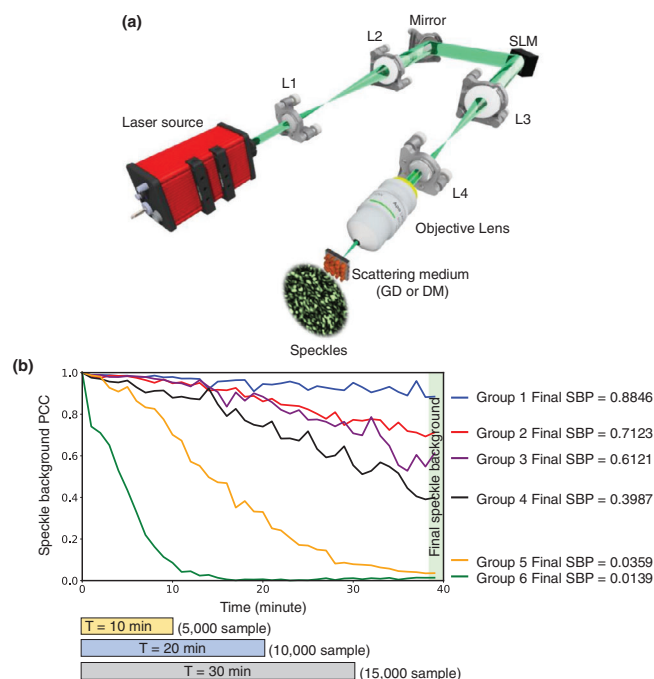 (a)
Mirror
L2
SLM
L1
Laser source
L3
L4
Objective Lens
Scattering medium
(GD or DM)
Speckles
(b)
1.0
0.8
0.6
0.4
0.2
0.0
Speckle background PCC
0
10
20
30
40
Time (minute)
Final speckle background
Group 1 Final SBP = 0.8846
Group 2 Final SBP = 0.7123
Group 3 Final SBP = 0.6121
Group 4 Final SBP = 0.3987
Group 5 Final SBP = 0.0359
Group 6 Final SBP = 0.0139
T = 10 min (5,000 sample)
T = 20 min (10,000 sample)
T = 30 min (15,000 sample)